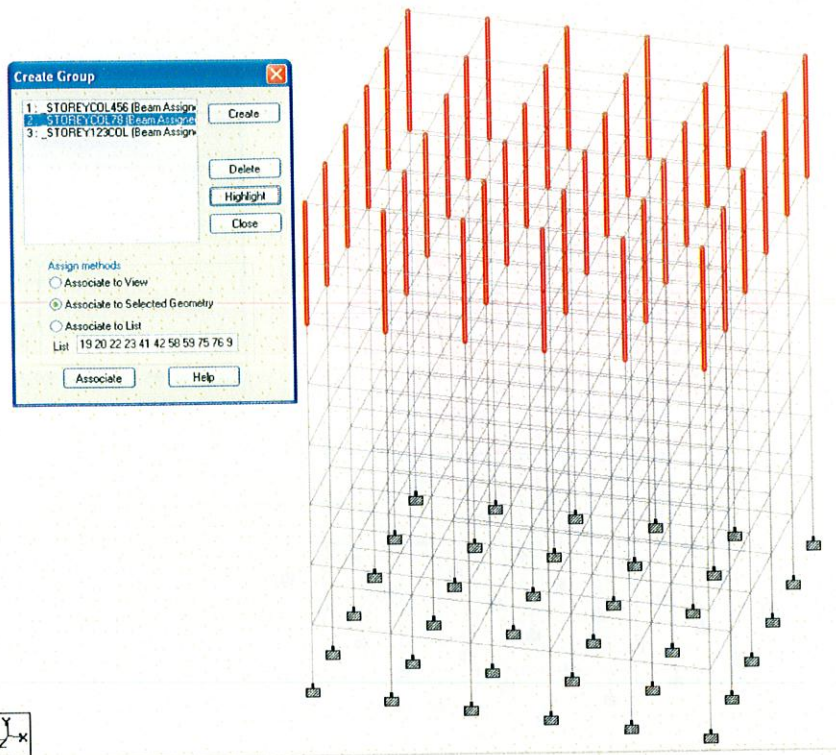 Create Group
1 : _STOREYCOL456 (Beam Assigne
2 : _STOREYCOL78 (Beam Assigned
3 : _STOREY123COL (Beam Assigne
Create
Delete
Highlight
Close
Assign methods
Associate to View
Associate to Selected Geometry
Associate to List
List 19 20 22 23 41 42 58 59 75 76 9
Associate
Help
Y
Z X